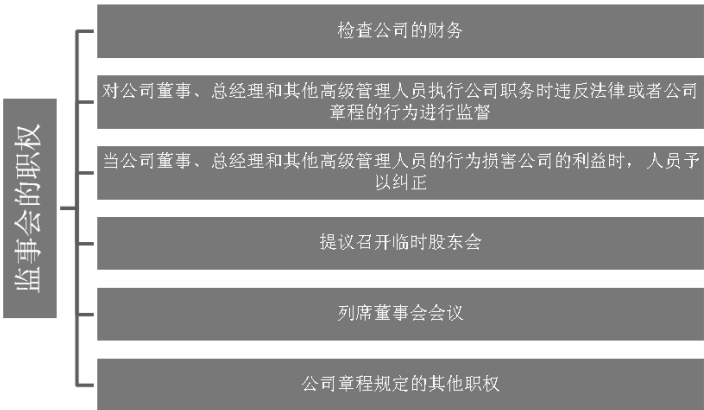 监事会的职权
检查公司的财务
对公司董事、总经理和其他高级管理人员执行公司职务时违反法律或者公司
章程的行为进行监督
当公司董事、总经理和其他高级管理人员的行为损害公司的利益时，人员予
以纠正
提议召开临时股东会
列席董事会会议
公司章程规定的其他职权